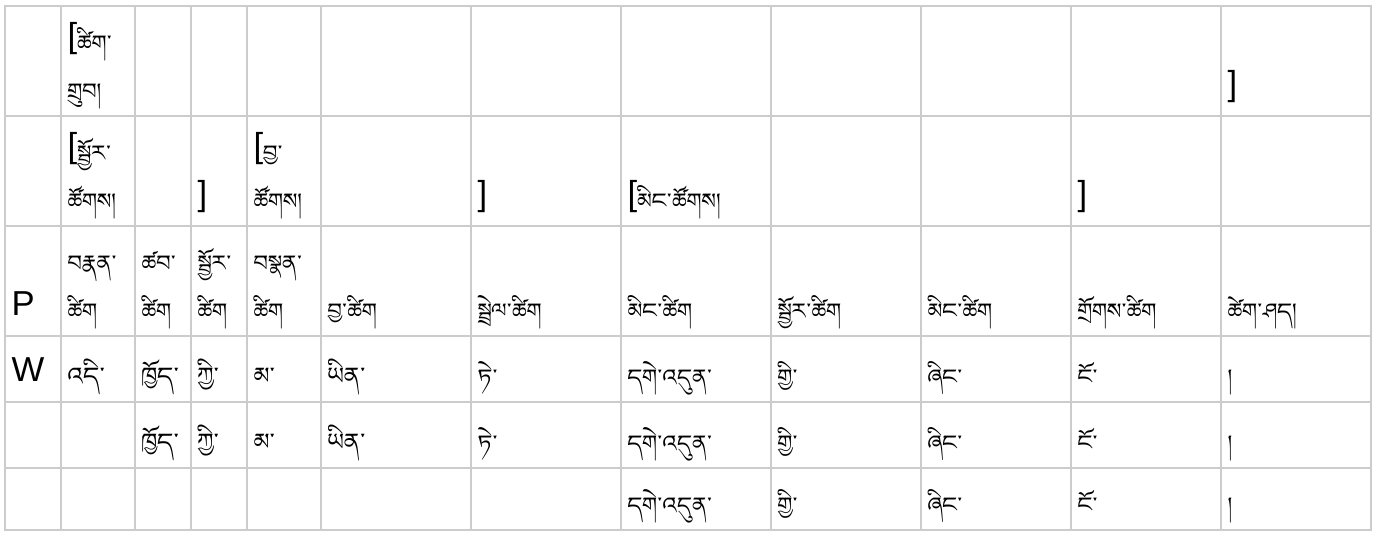 [ཚིག་གྲུབ། ]
[སྦྱོར་ཚོགས། ] [བྱ་ཚོགས། ] [མིང་ཚོགས། ]
P བརྣན་ཚིག ཚབ་ཚིག སྦྱོར་ཚིག བསྣན་ཚིག བྱ་ཚིག སྦྲེལ་ཚིག མིང་ཚིག སྦྱོར་ཚིག མིང་ཚིག གྲོགས་ཚིག ཚེག་ཤད།
W འདི་ ཁྱོད་ ཀྱི་ མ་ ཡིན་ ཏེ་ དགེ་འདུན་ གྱི་ ཞིང་ ངོ་ །
ཁྱོད་ ཀྱི་ མ་ ཡིན་ ཏེ་ དགེ་འདུན་ གྱི་ ཞིང་ ངོ་ །
དགེ་འདུན་ གྱི་ ཞིང་ ངོ་ །